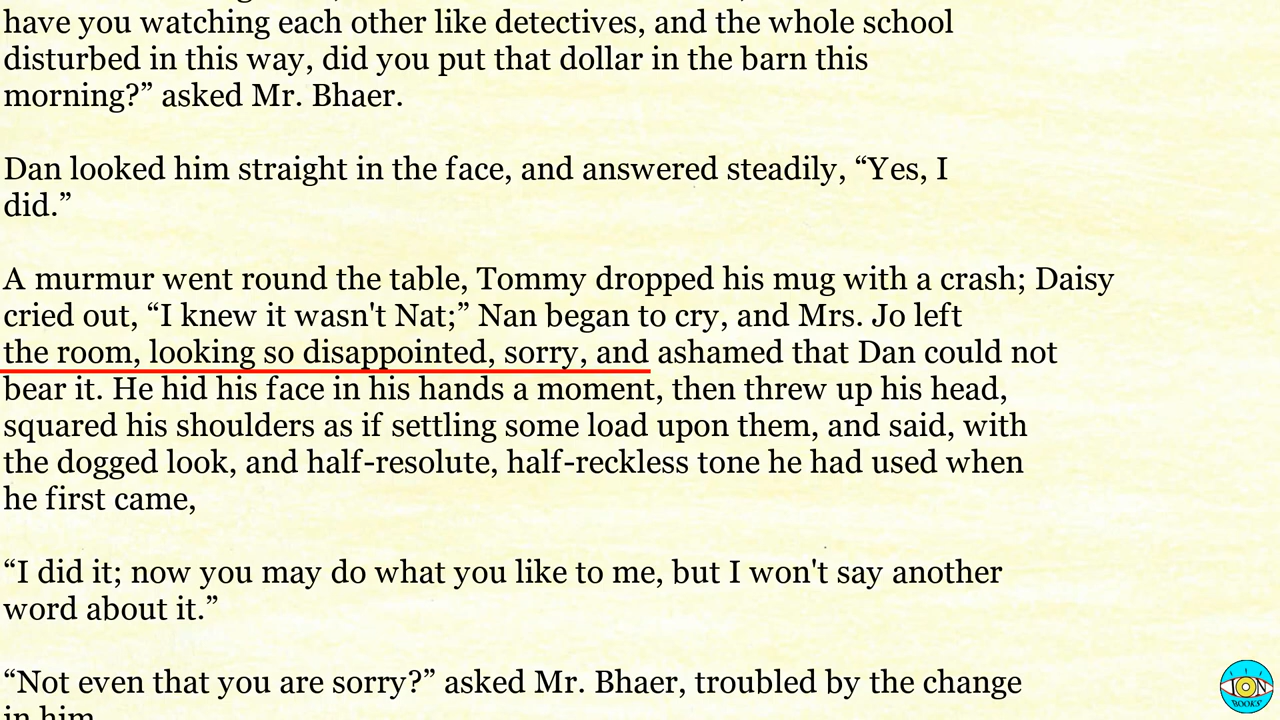 have you watching each other like detectives, and the whole school
disturbed in this way, did you put that dollar in the barn this
morning?” asked Mr. Bhaer.
Dan looked him straight in the face, and answered steadily, “Yes, I
did.”
A murmur went round the table, Tommy dropped his mug with a crash; Daisy
cried out, “I knew it wasn't Nat;” Nan began to cry, and Mrs. Jo left
the room, looking so disappointed, sorry, and ashamed that Dan could not
bear it. He hid his face in his hands a moment, then threw up his head,
squared his shoulders as if settling some load upon them, and said, with
the dogged look, and half-resolute, half-reckless tone he had used when
he first came,
“I did it; now you may do what you like to me, but I won't say another
word about it.”
“Not even that you are sorry?” asked Mr. Bhaer, troubled by the change
in him
ION
BOOKS